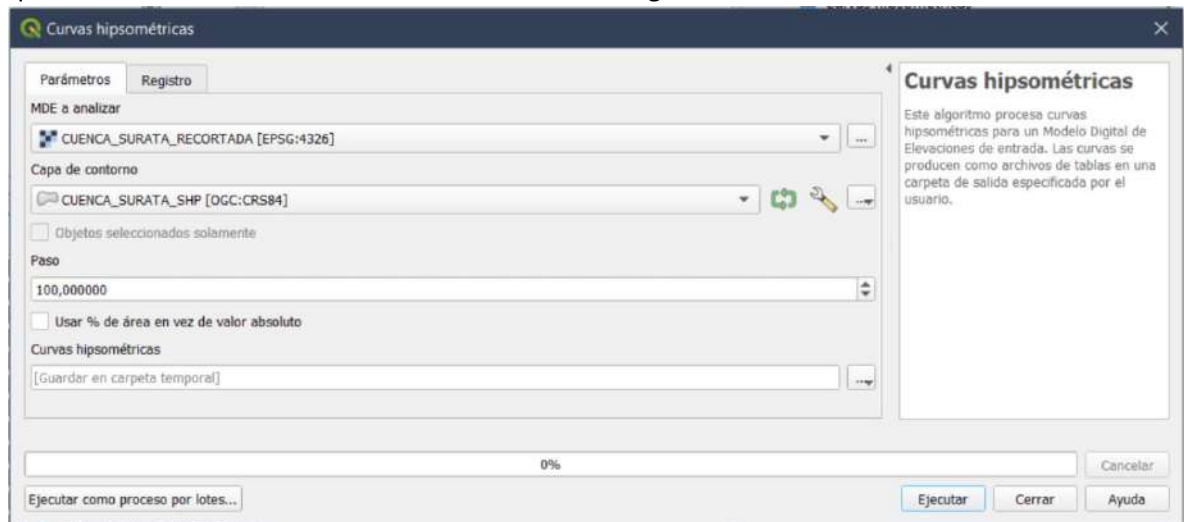 Curvas hipsométricas
Parámetros
Registro
MDE a analizar
CUENCA_SURATA_RECORTADA [EPSG:4326]
...
Capa de contorno
CUENCA_SURATA_SHP [OGC:CRS84]
...
Objetos seleccionados solamente
Paso
100,000000
Usar % de área en vez de valor absoluto
Curvas hipsométricas
[Guardar en carpeta temporal]
...
Curvas hipsométricas
Este algoritmo procesa curvas
hipsométricas para un Modelo Digital de
Elevaciones de entrada. Las curvas se
producen como archivos de tablas en una
carpeta de salida especificada por el
usuario.
0%
Cancelar
Ejecutar como proceso por lotes...
Ejecutar
Cerrar
Ayuda